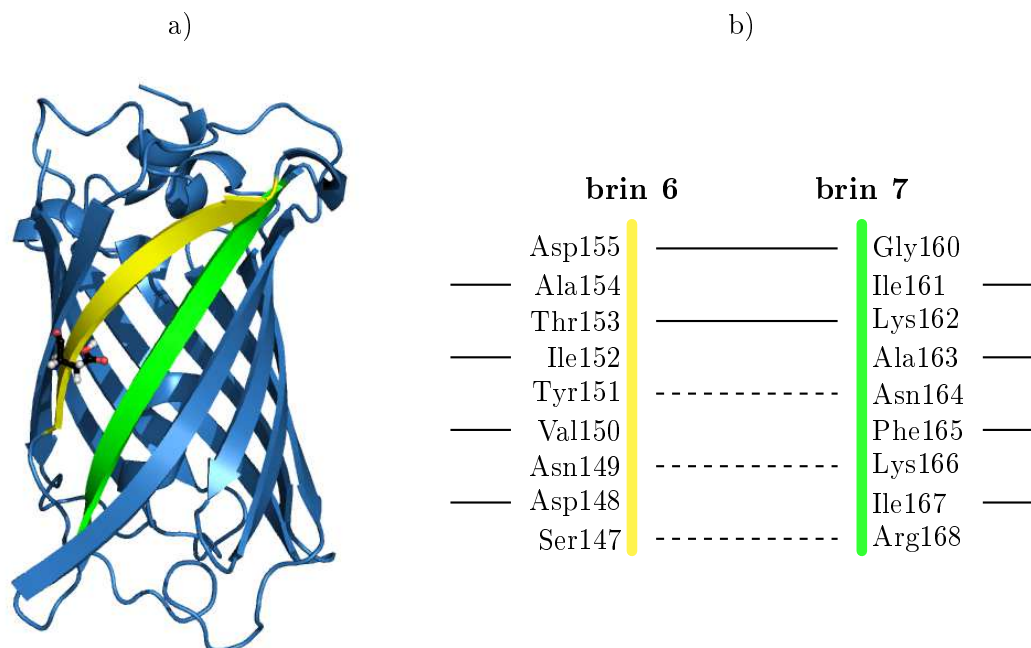 a)
b)
brin 6
brin 7
Asp155
Gly160
Ala154
Ile161
Thr153
Lys162
Ile152
Ala163
Tyr151
Asn164
Val150
Phe165
Asn149
Lys166
Asp148
Ile167
Ser147
Arg168